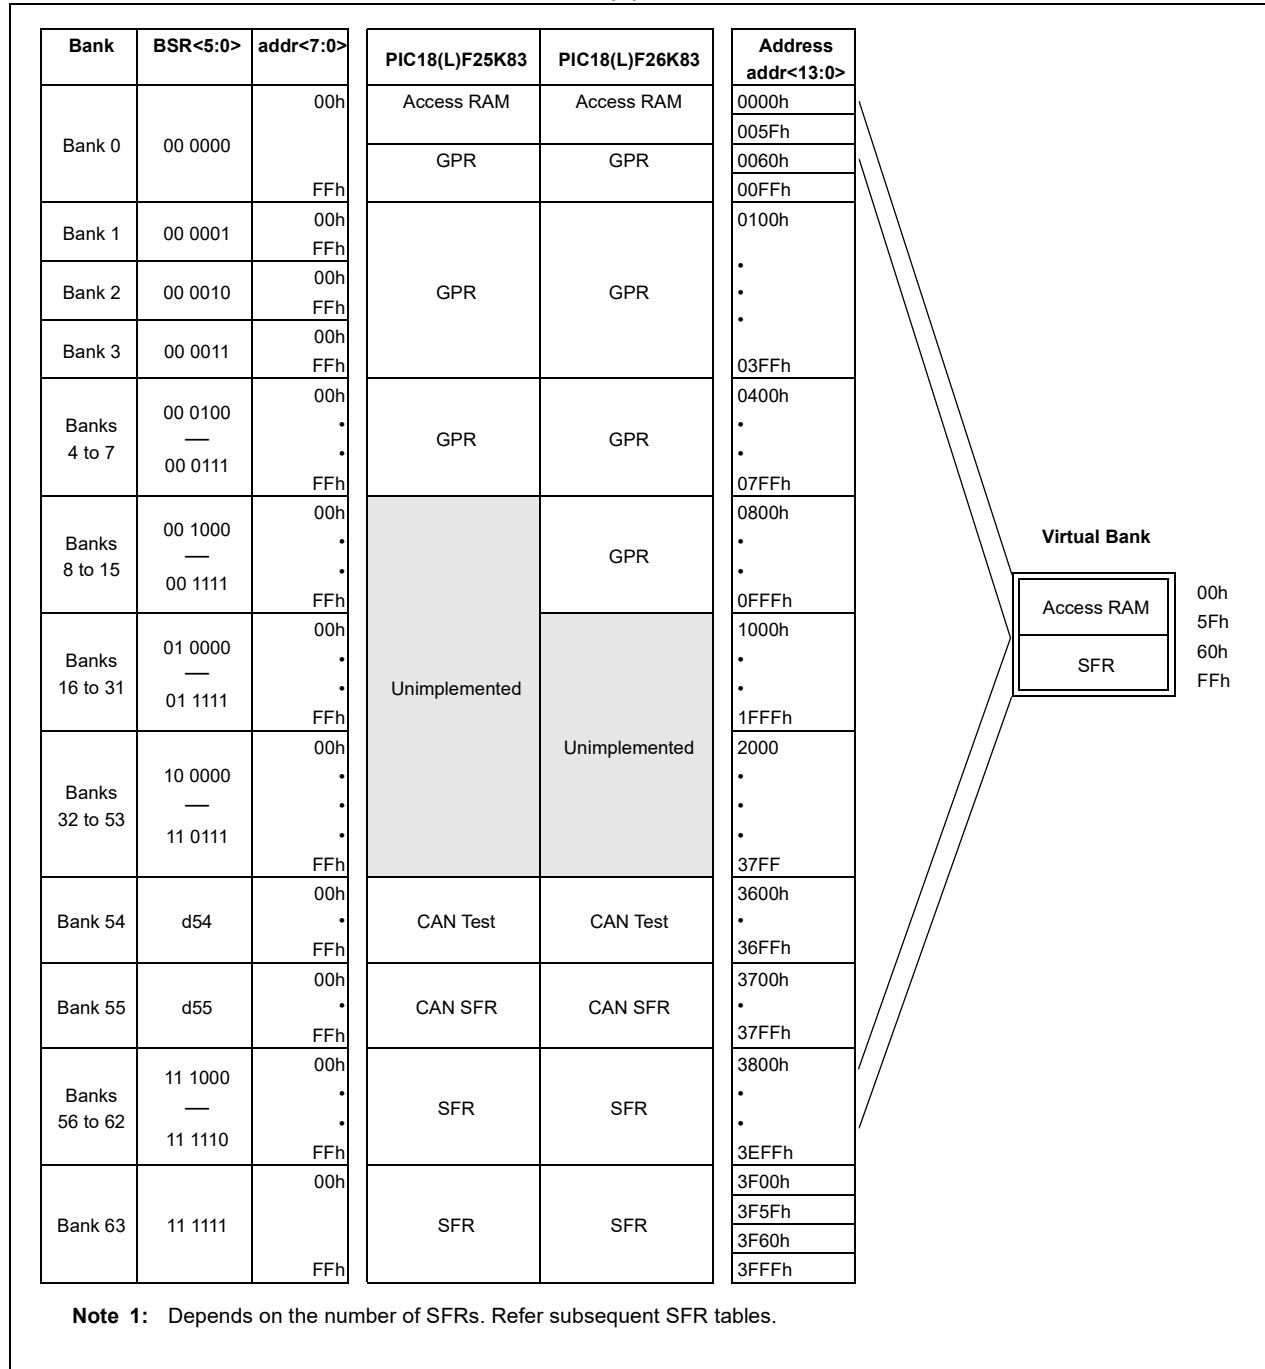 Bank BSR<5:0> addr<7:0> PIC18(L)F25K83 PIC18(L)F26K83 Address
addr<13:0>
Bank 0 00 0000 00h Access RAM Access RAM 0000h
005Fh
GPR GPR 0060h
FFh 00FFh
Bank 1 00 0001 00h GPR GPR 0100h
FFh
•
Bank 2 00 0010 00h •
FFh •
Bank 3 00 0011 00h
FFh 03FFh
Banks
4 to 7 00 0100
—
00 0111 00h GPR GPR 0400h
• •
• •
FFh 07FFh
Banks
8 to 15 00 1000
—
00 1111 00h Unimplemented GPR 0800h
• •
• •
FFh 0FFFh
Banks
16 to 31 01 0000
—
01 1111 00h Unimplemented 1000h
• •
• •
FFh 1FFFh
Banks
32 to 53 10 0000
—
11 0111 00h 2000
• •
• •
• •
FFh 37FF
Bank 54 d54 00h CAN Test CAN Test 3600h
• •
FFh 36FFh
Bank 55 d55 00h CAN SFR CAN SFR 3700h
• •
FFh 37FFh
Banks
56 to 62 11 1000
—
11 1110 00h SFR SFR 3800h
• •
• •
FFh 3EFFh
Bank 63 11 1111 00h SFR SFR 3F00h
3F5Fh
3F60h
FFh 3FFFh
Virtual Bank
Access RAM 00h
5Fh
SFR 60h
FFh
Note 1: Depends on the number of SFRs. Refer subsequent SFR tables.